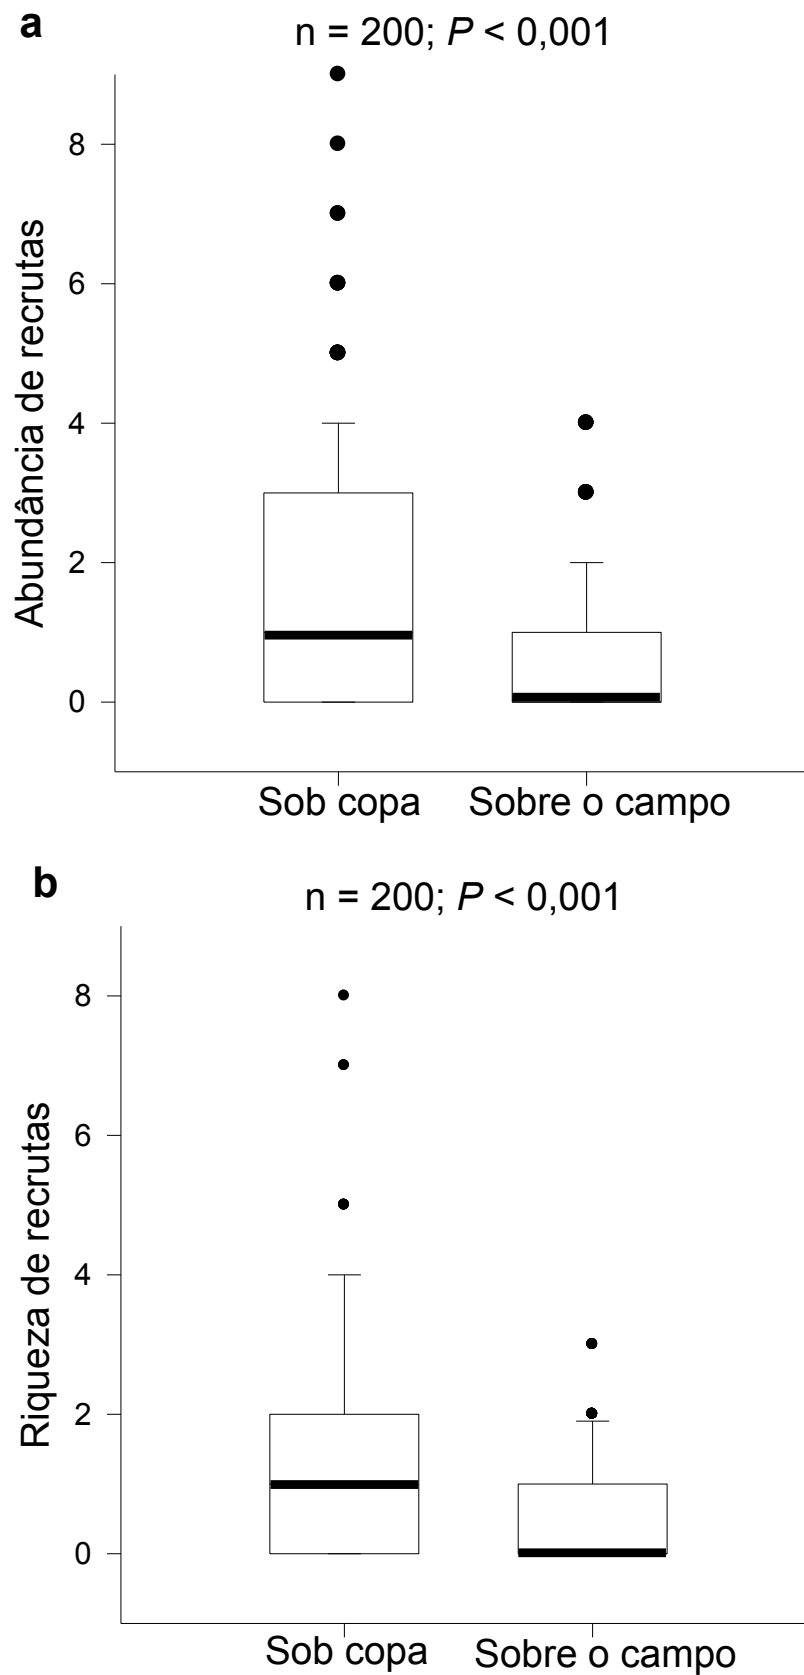 a
n = 200; P < 0,001
8
6
4
2
0
Abundância de recrutas
Sob copa
Sobre o campo
b
n = 200; P < 0,001
8
6
4
2
0
Riqueza de recrutas
Sob copa
Sobre o campo